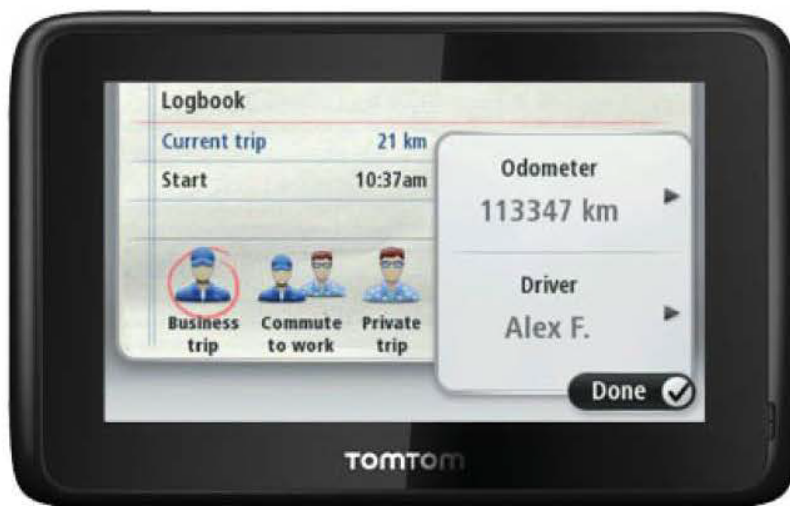 Logbook
Current trip 21 km
Start 10:37am
Business trip
Commute to work
Private trip
Odometer
113347 km
Driver
Alex F.
Done
TOMTOM